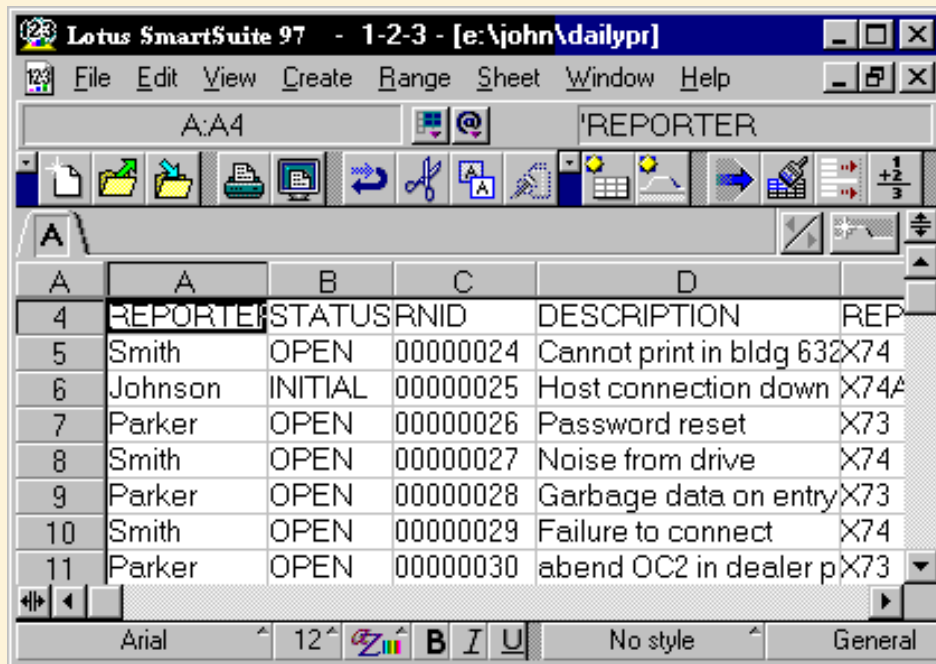 Lotus SmartSuite 97 - 1-2-3 - [e:\john\dailypr]
File Edit View Create Range Sheet Window Help
A:A4 @ 'REPORTER
A
A A B C D
4 REPORTER STATUS RNID DESCRIPTION REP
5 Smith OPEN 00000024 Cannot print in bldg 632 X74
6 Johnson INITIAL 00000025 Host connection down X74A
7 Parker OPEN 00000026 Password reset X73
8 Smith OPEN 00000027 Noise from drive X74
9 Parker OPEN 00000028 Garbage data on entry X73
10 Smith OPEN 00000029 Failure to connect X74
11 Parker OPEN 00000030 abend OC2 in dealer p X73
Arial 12 B I U No style General